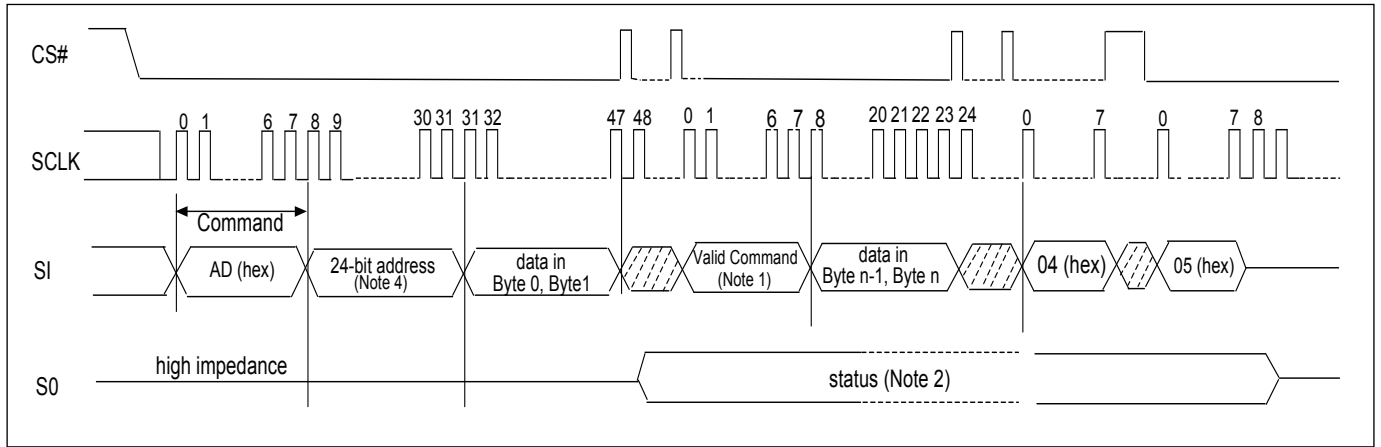 CS#
0 1 6 7 8 9 30 31 31 32 47 48 0 1 6 7 8 20 21 22 23 24 0 7 0 7 8
SCLK
Command
SI
AD (hex)
24-bit address
(Note 4)
data in
Byte 0, Byte1
Valid Command
(Note 1)
data in
Byte n-1, Byte n
04 (hex)
05 (hex)
high impedance
S0
status (Note 2)